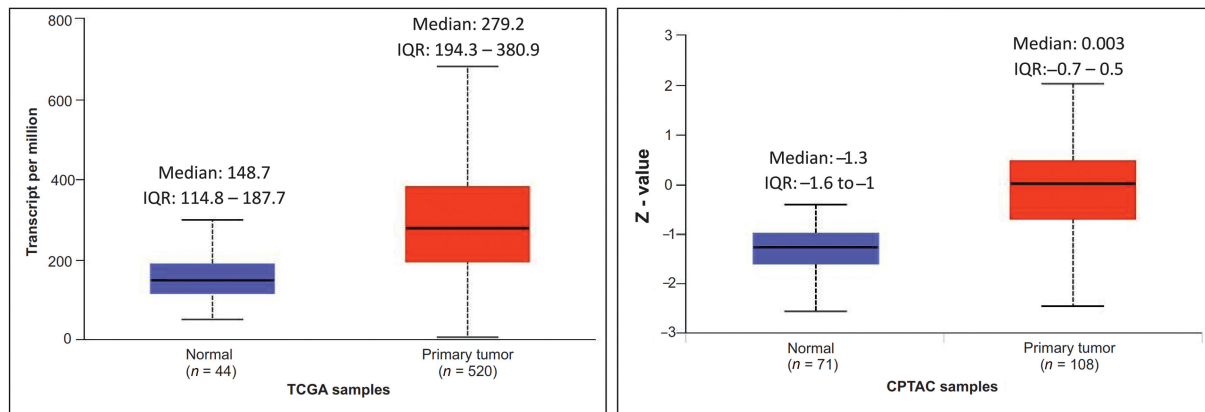 800
600
400
200
0
Transcript per million
Median: 148.7
IQR: 114.8 – 187.7
Median: 279.2
IQR: 194.3 – 380.9
Normal
(n = 44)
Primary tumor
(n = 520)
TCGA samples
3
2
1
0
–1
–2
–3
Z - value
Median: –1.3
IQR: –1.6 to –1
Median: 0.003
IQR:–0.7 – 0.5
Normal
(n = 71)
Primary tumor
(n = 108)
CPTAC samples